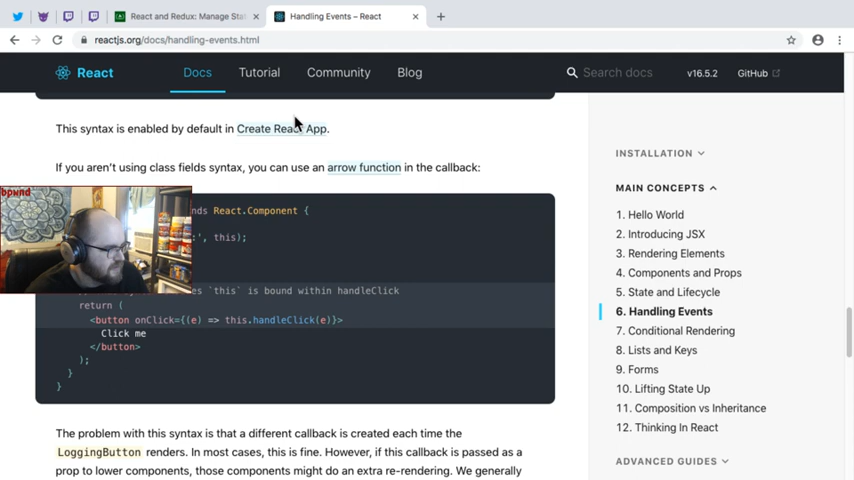 React and Redux: Manage Sta
Handling Events – React
reactjs.org/docs/handling-events.html
React
Docs
Tutorial
Community
Blog
Search docs
v16.5.2
GitHub
This syntax is enabled by default in Create React App.
If you aren't using class fields syntax, you can use an arrow function in the callback:
bpwnd
nds React.Component {
:', this);
es `this` is bound within handleClick
return (
<button onClick={(e) => this.handleClick(e)}>
Click me
</button>
);
}
}
The problem with this syntax is that a different callback is created each time the
LoggingButton renders. In most cases, this is fine. However, if this callback is passed as a
prop to lower components, those components might do an extra re-rendering. We generally
INSTALLATION
MAIN CONCEPTS
1. Hello World
2. Introducing JSX
3. Rendering Elements
4. Components and Props
5. State and Lifecycle
6. Handling Events
7. Conditional Rendering
8. Lists and Keys
9. Forms
10. Lifting State Up
11. Composition vs Inheritance
12. Thinking In React
ADVANCED GUIDES